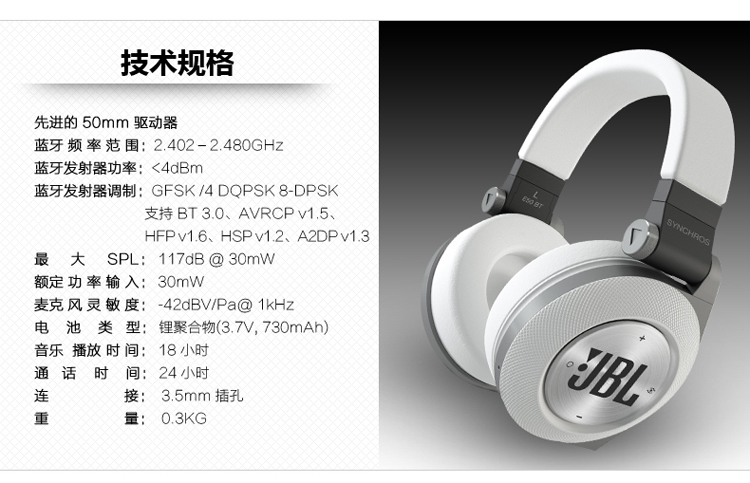 技术规格
先进的 50mm 驱动器
蓝牙频率范围：2.402－2.480GHz
蓝牙发射器功率：<4dBm
蓝牙发射器调制：GFSK /4 DQPSK 8-DPSK
支持 BT 3.0、AVRCP v1.5、
HFP v1.6、HSP v1.2、A2DP v1.3
最大 SPL：117dB @ 30mW
额定功率输入：30mW
麦克风灵敏度：-42dBV/Pa@ 1kHz
电池类型：锂聚合物(3.7V, 730mAh)
音乐 播放时间：18 小时
通话时间：24 小时
连接：3.5mm 插孔
重量：0.3KG
L
E50 BT
SYNCHROS
JBL